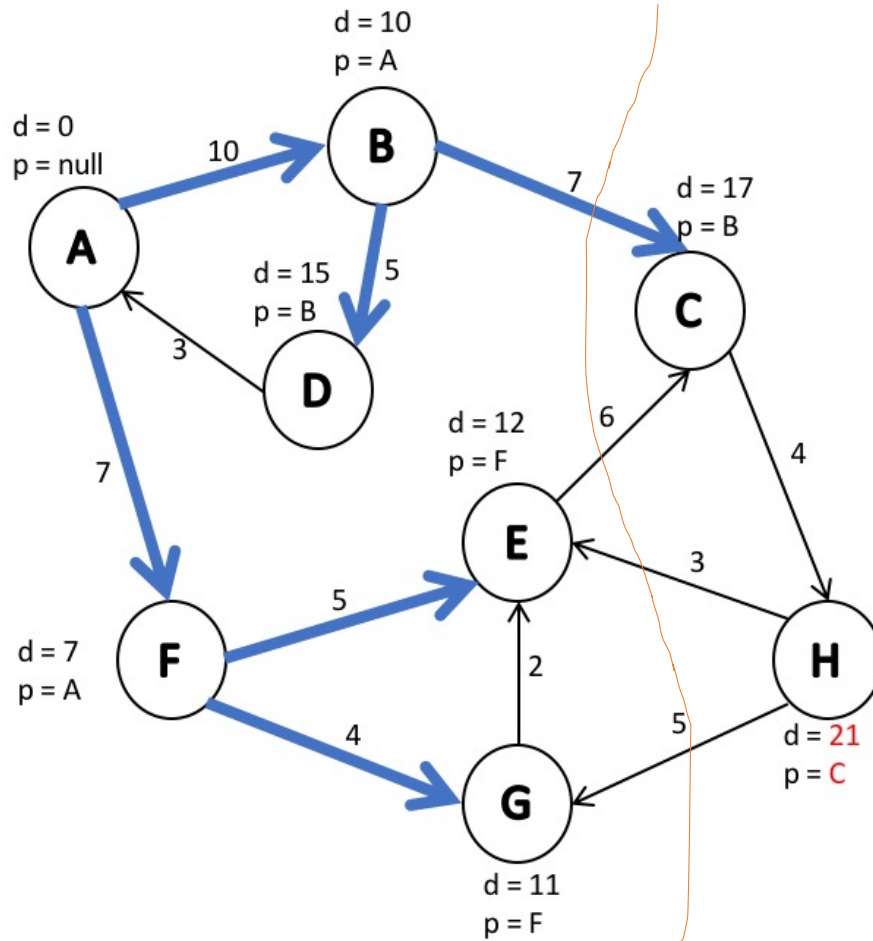 d = 10
p = A
d = 0
p = null
10
B
7
d = 17
p = B
A
d = 15
p = B
5
C
3
D
d = 12
p = F
6
4
7
E
3
5
F
d = 7
p = A
2
H
4
5
d = 21
p = C
G
d = 11
p = F